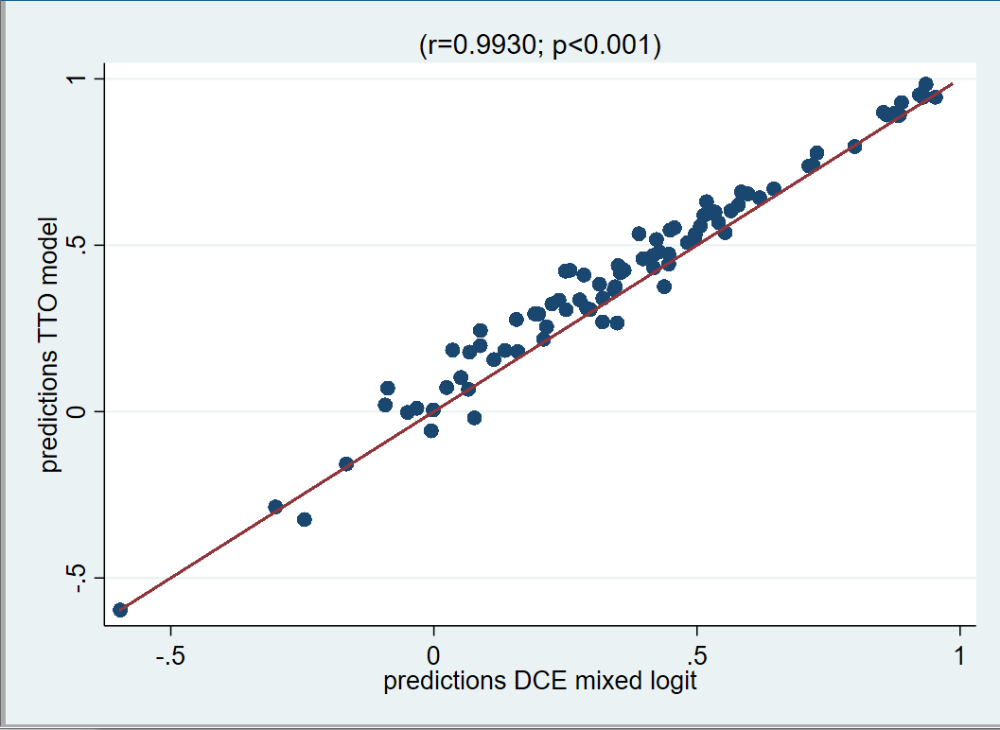 (r=0.9930; p<0.001)
1
.5
0
-.5
predictions TTO model
-.5 0 .5 1
predictions DCE mixed logit